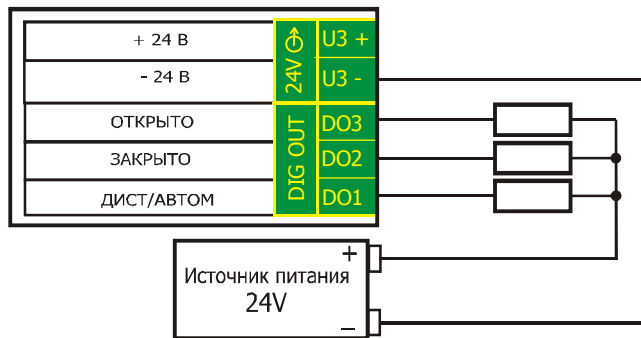 + 24 В
24V
U3 +
- 24 В
U3 -
ОТКРЫТО
DIG OUT
DO3
ЗАКРЫТО
DO2
ДИСТ/АВТОМ
DO1
+
Источник питания
24V
–